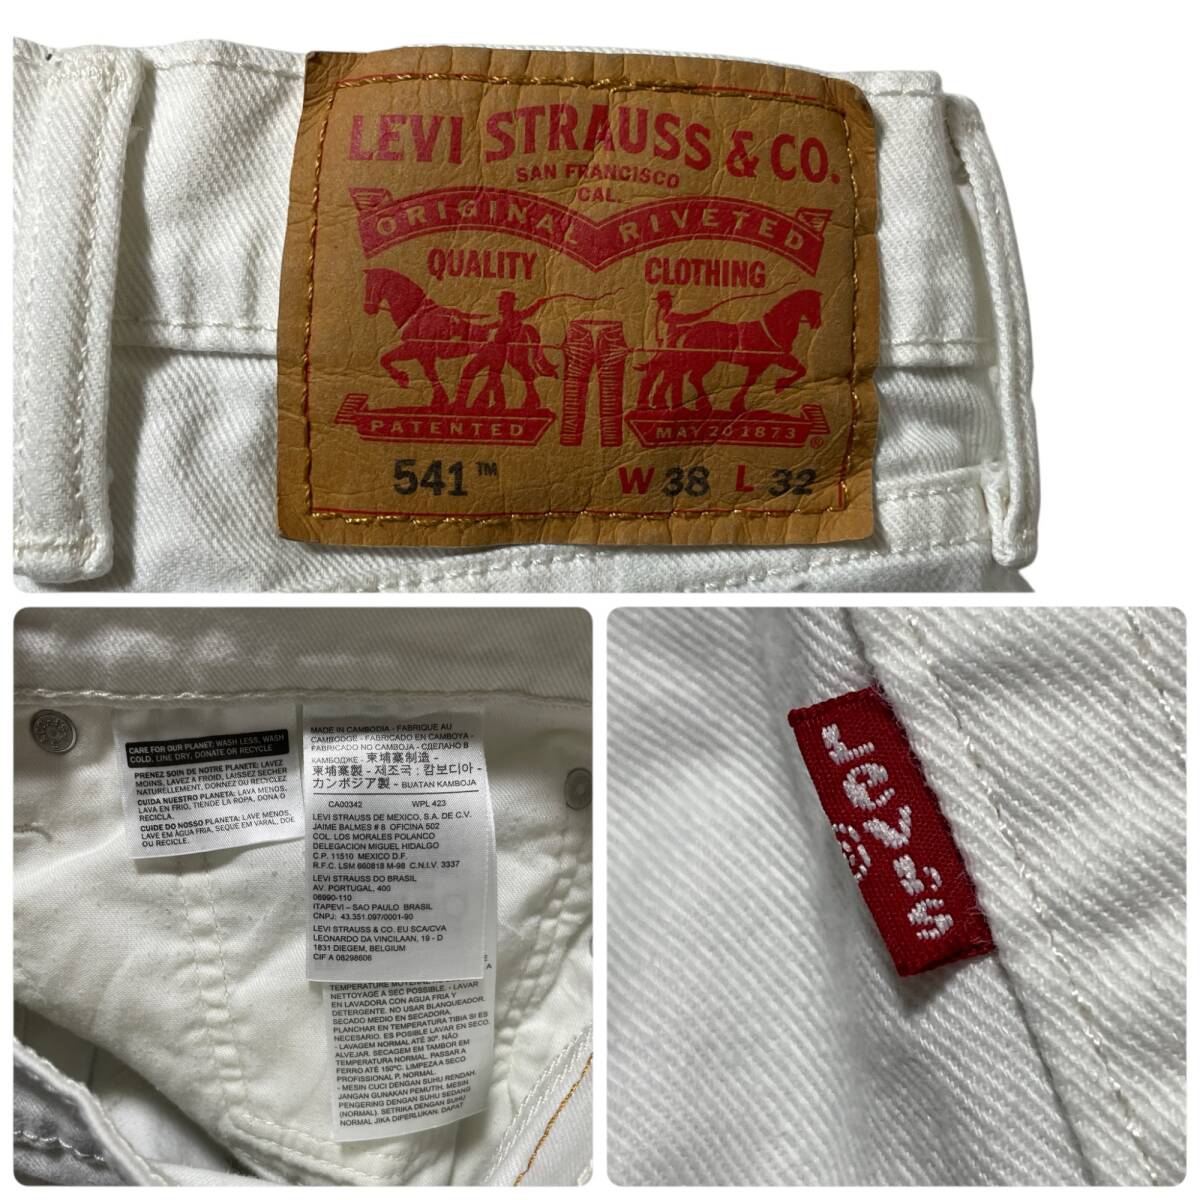 LEVI STRAUSS & CO.
SAN FRANCISCO
CAL.
ORIGINAL RIVETED
QUALITY CLOTHING
PATENTED MAY 20 1873 ®
541™ W 38 L 32
CARE FOR OUR PLANET: WASH LESS, WASH
COLD, LINE DRY, DONATE OR RECYCLE
PRENEZ SOIN DE NOTRE PLANETE: LAVEZ
MOINS, LAVEZ A FROID, LAISSEZ SECHER
NATURELLEMENT, DONNEZ OU RECYCLEZ
CUIDA NUESTRO PLANETA: LAVA MENOS,
LAVA EN FRIO, TIENDE LA ROPA, DONA O
RECICLA.
CUIDE DO NOSSO PLANETA: LAVE MENOS,
LAVE EM ÁGUA FRIA, SEQUE EM VARAL, DOE
OU RECICLE.
MADE IN CAMBODIA - FABRIQUE AU
CAMBODGE - FABRICADO EN CAMBOYA -
FABRICADO NO CAMBOJA - СДЕЛАНО В
КАМБОДЖЕ - 柬埔寨制造 -
柬埔寨製 - 제조국 : 캄보디아 -
カンボジア製 - BUATAN KAMBOJA
CA00342 WPL 423
LEVI STRAUSS DE MEXICO, S.A. DE C.V.
JAIME BALMES # 8 OFICINA 502
COL. LOS MORALES POLANCO
DELEGACION MIGUEL HIDALGO
C.P. 11510 MEXICO D.F.
R.F.C. LSM 660818 M-98 C.N.I.V. 3337
LEVI STRAUSS DO BRASIL
AV. PORTUGAL, 400
06990-110
ITAPEVI – SAO PAULO BRASIL
CNPJ: 43.351.097/0001-90
LEVI STRAUSS & CO. EU SCA/CVA
LEONARDO DA VINCILAAN, 19 - D
1831 DIEGEM, BELGIUM
CIF A 08298606
TEMPERATURE MOYENNE
NETTOYAGE A SEC POSSIBLE. - LAVAR
EN LAVADORA CON AGUA FRIA Y
DETERGENTE. NO USAR BLANQUEADOR.
SECADO MEDIO EN SECADORA.
PLANCHAR EN TEMPERATURA TIBIA SI ES
NECESARIO. ES POSIBLE LAVAR EN SECO.
- LAVAGEM NORMAL ATÉ 30º. NÃO
ALVEJAR. SECAGEM EM TAMBOR EM
TEMPERATURA NORMAL. PASSAR A
FERRO ATÉ 150ºC. LIMPEZA A SECO
PROFISSIONAL P, NORMAL.
- MESIN CUCI DENGAN SUHU RENDAH.
JANGAN GUNAKAN PEMUTIH. MESIN
PENGERING DENGAN SUHU SEDANG
(NORMAL). SETRIKA DENGAN SUHU
NORMAL JIKA DIPERLUKAN. DAPAT
LEVI'S
®